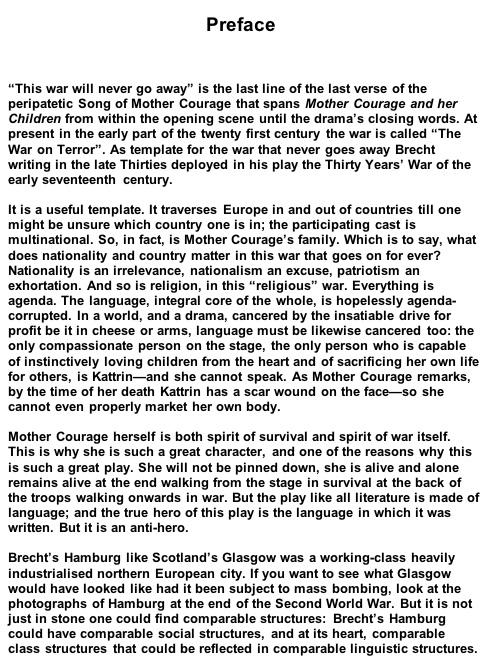 Preface
“This war will never go away” is the last line of the last verse of the
peripatetic Song of Mother Courage that spans Mother Courage and her
Children from within the opening scene until the drama’s closing words. At
present in the early part of the twenty first century the war is called “The
War on Terror”. As template for the war that never goes away Brecht
writing in the late Thirties deployed in his play the Thirty Years’ War of the
early seventeenth century.
It is a useful template. It traverses Europe in and out of countries till one
might be unsure which country one is in; the participating cast is
multinational. So, in fact, is Mother Courage’s family. Which is to say, what
does nationality and country matter in this war that goes on for ever?
Nationality is an irrelevance, nationalism an excuse, patriotism an
exhortation. And so is religion, in this “religious” war. Everything is
agenda. The language, integral core of the whole, is hopelessly agenda-
corrupted. In a world, and a drama, cancered by the insatiable drive for
profit be it in cheese or arms, language must be likewise cancered too: the
only compassionate person on the stage, the only person who is capable
of instinctively loving children from the heart and of sacrificing her own life
for others, is Kattrin—and she cannot speak. As Mother Courage remarks,
by the time of her death Kattrin has a scar wound on the face—so she
cannot even properly market her own body.
Mother Courage herself is both spirit of survival and spirit of war itself.
This is why she is such a great character, and one of the reasons why this
is such a great play. She will not be pinned down, she is alive and alone
remains alive at the end walking from the stage in survival at the back of
the troops walking onwards in war. But the play like all literature is made of
language; and the true hero of this play is the language in which it was
written. But it is an anti-hero.
Brecht’s Hamburg like Scotland’s Glasgow was a working-class heavily
industrialised northern European city. If you want to see what Glasgow
would have looked like had it been subject to mass bombing, look at the
photographs of Hamburg at the end of the Second World War. But it is not
just in stone one could find comparable structures: Brecht’s Hamburg
could have comparable social structures, and at its heart, comparable
class structures that could be reflected in comparable linguistic structures.